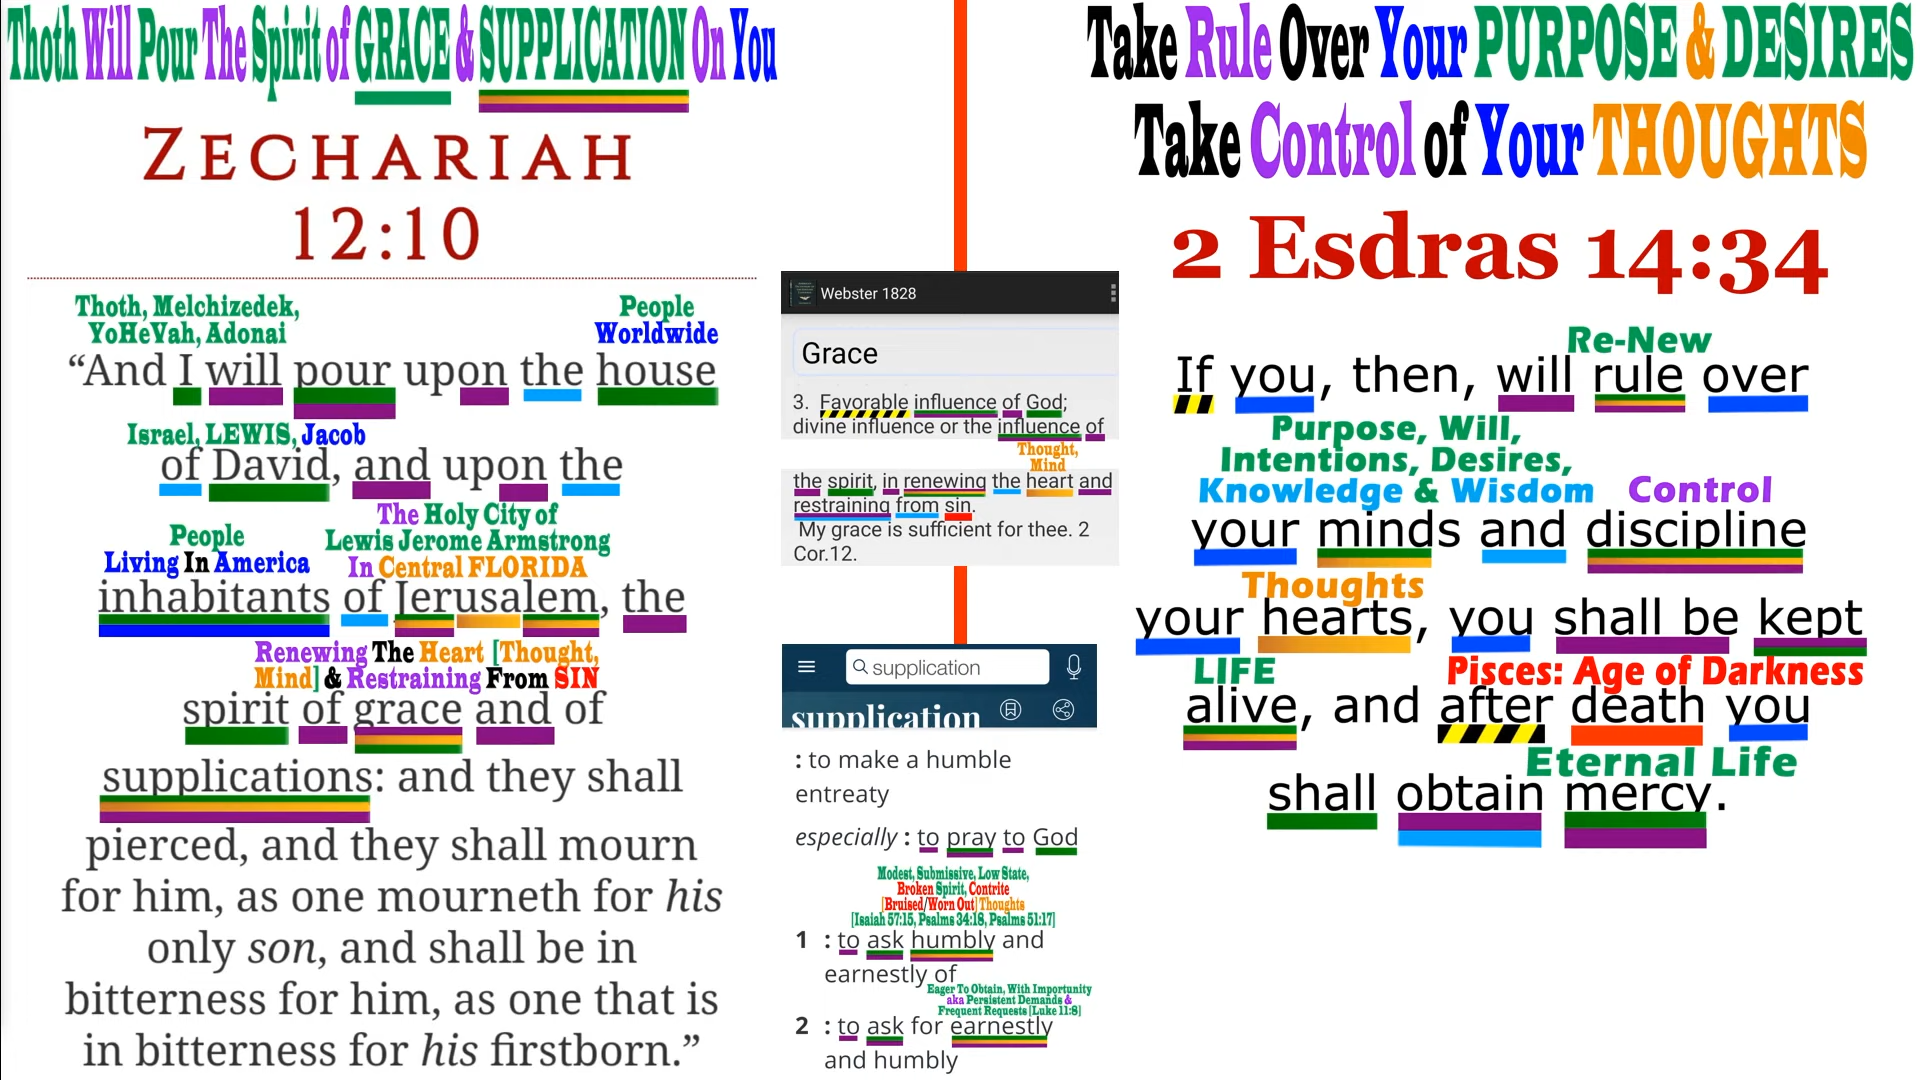 Thoth Will Pour The Spirit of GRACE & SUPPLICATION On You
ZECHARIAH
12:10
Thoth, Melchizedek,
YoHeVah, Adonai
People
Worldwide
“And I will pour upon the house
Israel, LEWIS, Jacob
of David, and upon the
People
Living In America
The Holy City of
Lewis Jerome Armstrong
In Central FLORIDA
inhabitants of Jerusalem, the
Renewing The Heart [Thought,
Mind] & Restraining From SIN
spirit of grace and of
supplications: and they shall
pierced, and they shall mourn
for him, as one mourneth for his
only son, and shall be in
bitterness for him, as one that is
in bitterness for his firstborn.”
Webster 1828
Grace
3. Favorable influence of God;
divine influence or the influence of
Thought,
Mind
the spirit, in renewing the heart and
restraining from sin.
My grace is sufficient for thee. 2
Cor.12.
supplication
supplication
: to make a humble
entreaty
especially : to pray to God
Modest, Submissive, Low State,
Broken Spirit, Contrite
[Bruised/Worn Out] Thoughts
[Isaiah 57:15, Psalms 34:18, Psalms 51:17]
1 : to ask humbly and
earnestly of
Eager To Obtain, With Importunity
aka Persistent Demands &
Frequent Requests [Luke 11:8]
2 : to ask for earnestly
and humbly
Take Rule Over Your PURPOSE & DESIRES
Take Control of Your THOUGHTS
2 Esdras 14:34
Re-New
If you, then, will rule over
Purpose, Will,
Intentions, Desires,
Knowledge & Wisdom
Control
your minds and discipline
Thoughts
your hearts, you shall be kept
LIFE
Pisces: Age of Darkness
alive, and after death you
Eternal Life
shall obtain mercy.